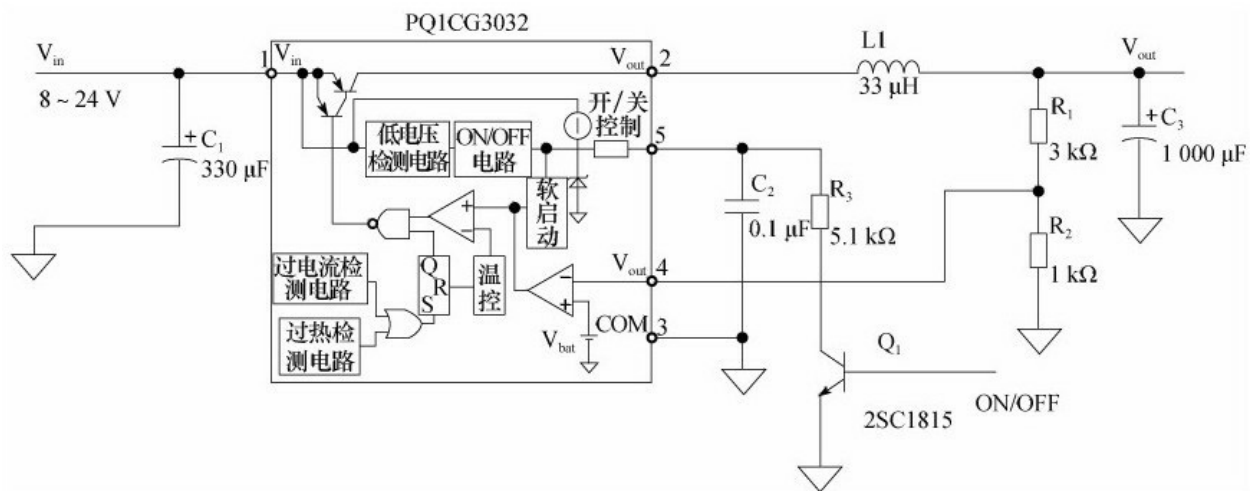 PQ1CG3032
Vin
8 ~ 24 V
1
Vin
Vout
2
L1
33 μH
Vout
+
C1
330 μF
低电压
检测电路
ON/OFF
电路
开/关
控制
5
软
启
动
+
−
C2
0.1 μF
R3
5.1 kΩ
R1
3 kΩ
+
C3
1 000 μF
R2
1 kΩ
过电流检
测电路
过热检
测电路
Q
R
S
温
控
−
+
Vbat
Vout
4
COM
3
Q1
2SC1815
ON/OFF